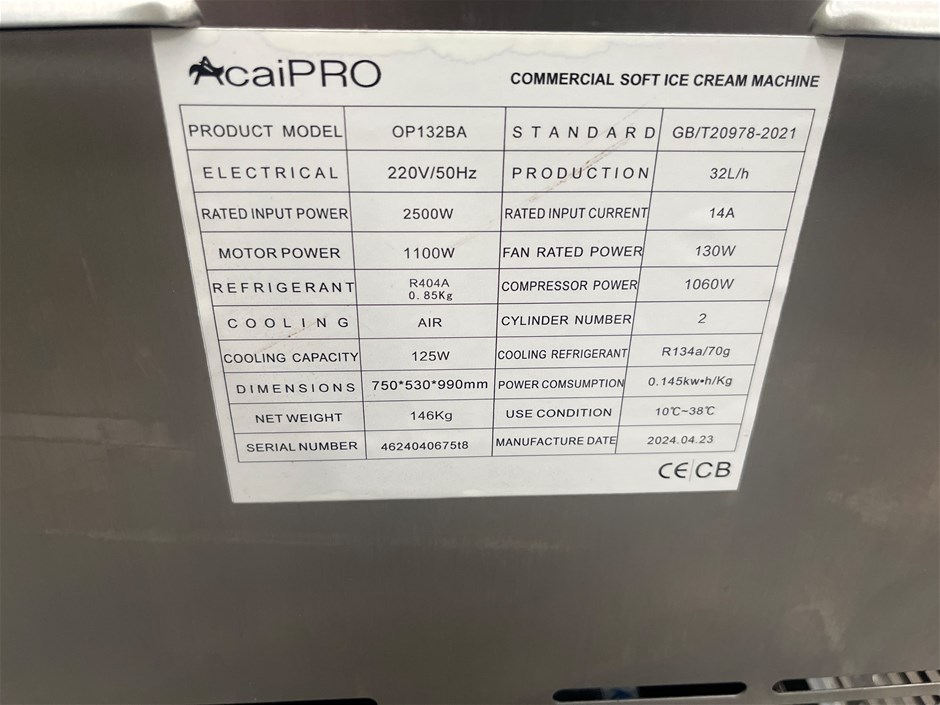 AcaiPRO COMMERCIAL SOFT ICE CREAM MACHINE
PRODUCT MODEL OP132BA STANDARD GB/T20978-2021
ELECTRICAL 220V/50Hz PRODUCTION 32L/h
RATED INPUT POWER 2500W RATED INPUT CURRENT 14A
MOTOR POWER 1100W FAN RATED POWER 130W
REFRIGERANT R404A 0.85Kg COMPRESSOR POWER 1060W
COOLING AIR CYLINDER NUMBER 2
COOLING CAPACITY 125W COOLING REFRIGERANT R134a/70g
DIMENSIONS 750*530*990mm POWER COMSUMPTION 0.145kw•h/Kg
NET WEIGHT 146Kg USE CONDITION 10℃~38℃
SERIAL NUMBER 4624040675t8 MANUFACTURE DATE 2024.04.23
CE CB